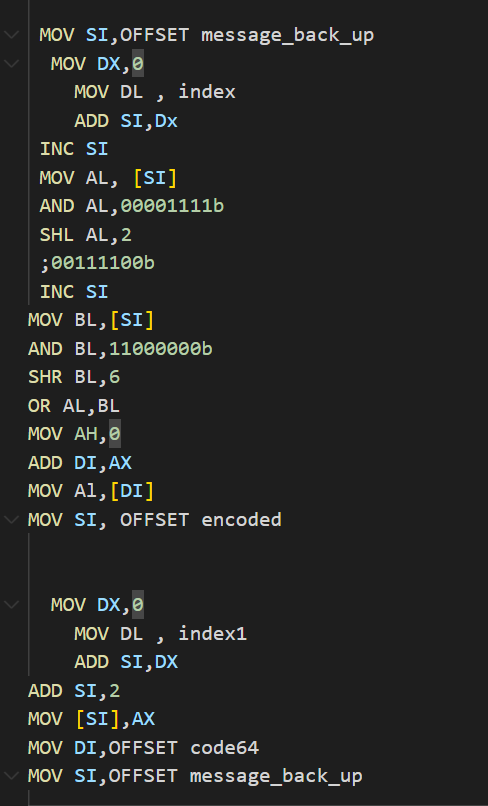 MOV SI,OFFSET message_back_up
MOV DX,0
MOV DL , index
ADD SI,Dx
INC SI
MOV AL, [SI]
AND AL,00001111b
SHL AL,2
;00111100b
INC SI
MOV BL,[SI]
AND BL,11000000b
SHR BL,6
OR AL,BL
MOV AH,0
ADD DI,AX
MOV Al,[DI]
MOV SI, OFFSET encoded
MOV DX,0
MOV DL , index1
ADD SI,DX
ADD SI,2
MOV [SI],AX
MOV DI,OFFSET code64
MOV SI,OFFSET message_back_up